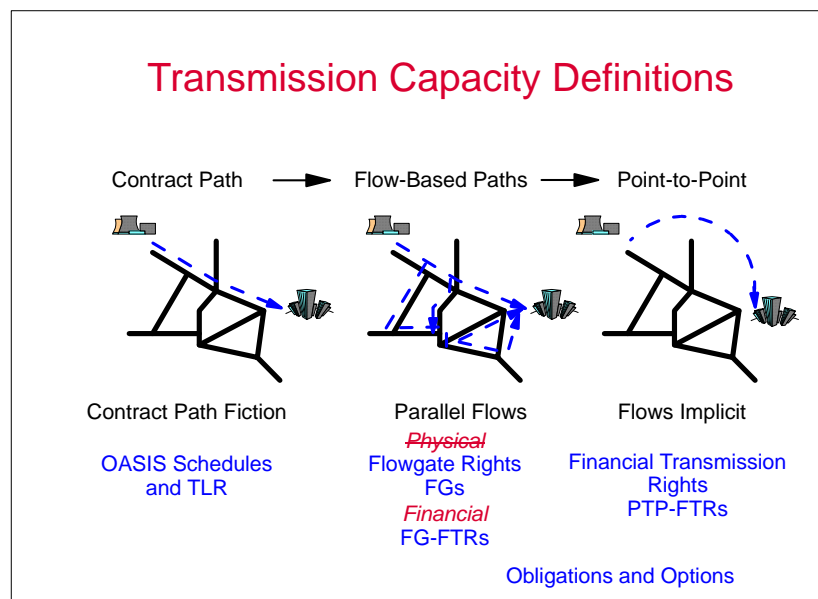 Transmission Capacity Definitions
Contract Path
Flow-Based Paths
Point-to-Point
Contract Path Fiction
Parallel Flows
Flows Implicit
OASIS Schedules
and TLR
Physical
Flowgate Rights
FGs
Financial
FG-FTRs
Financial Transmission
Rights
PTP-FTRs
Obligations and Options